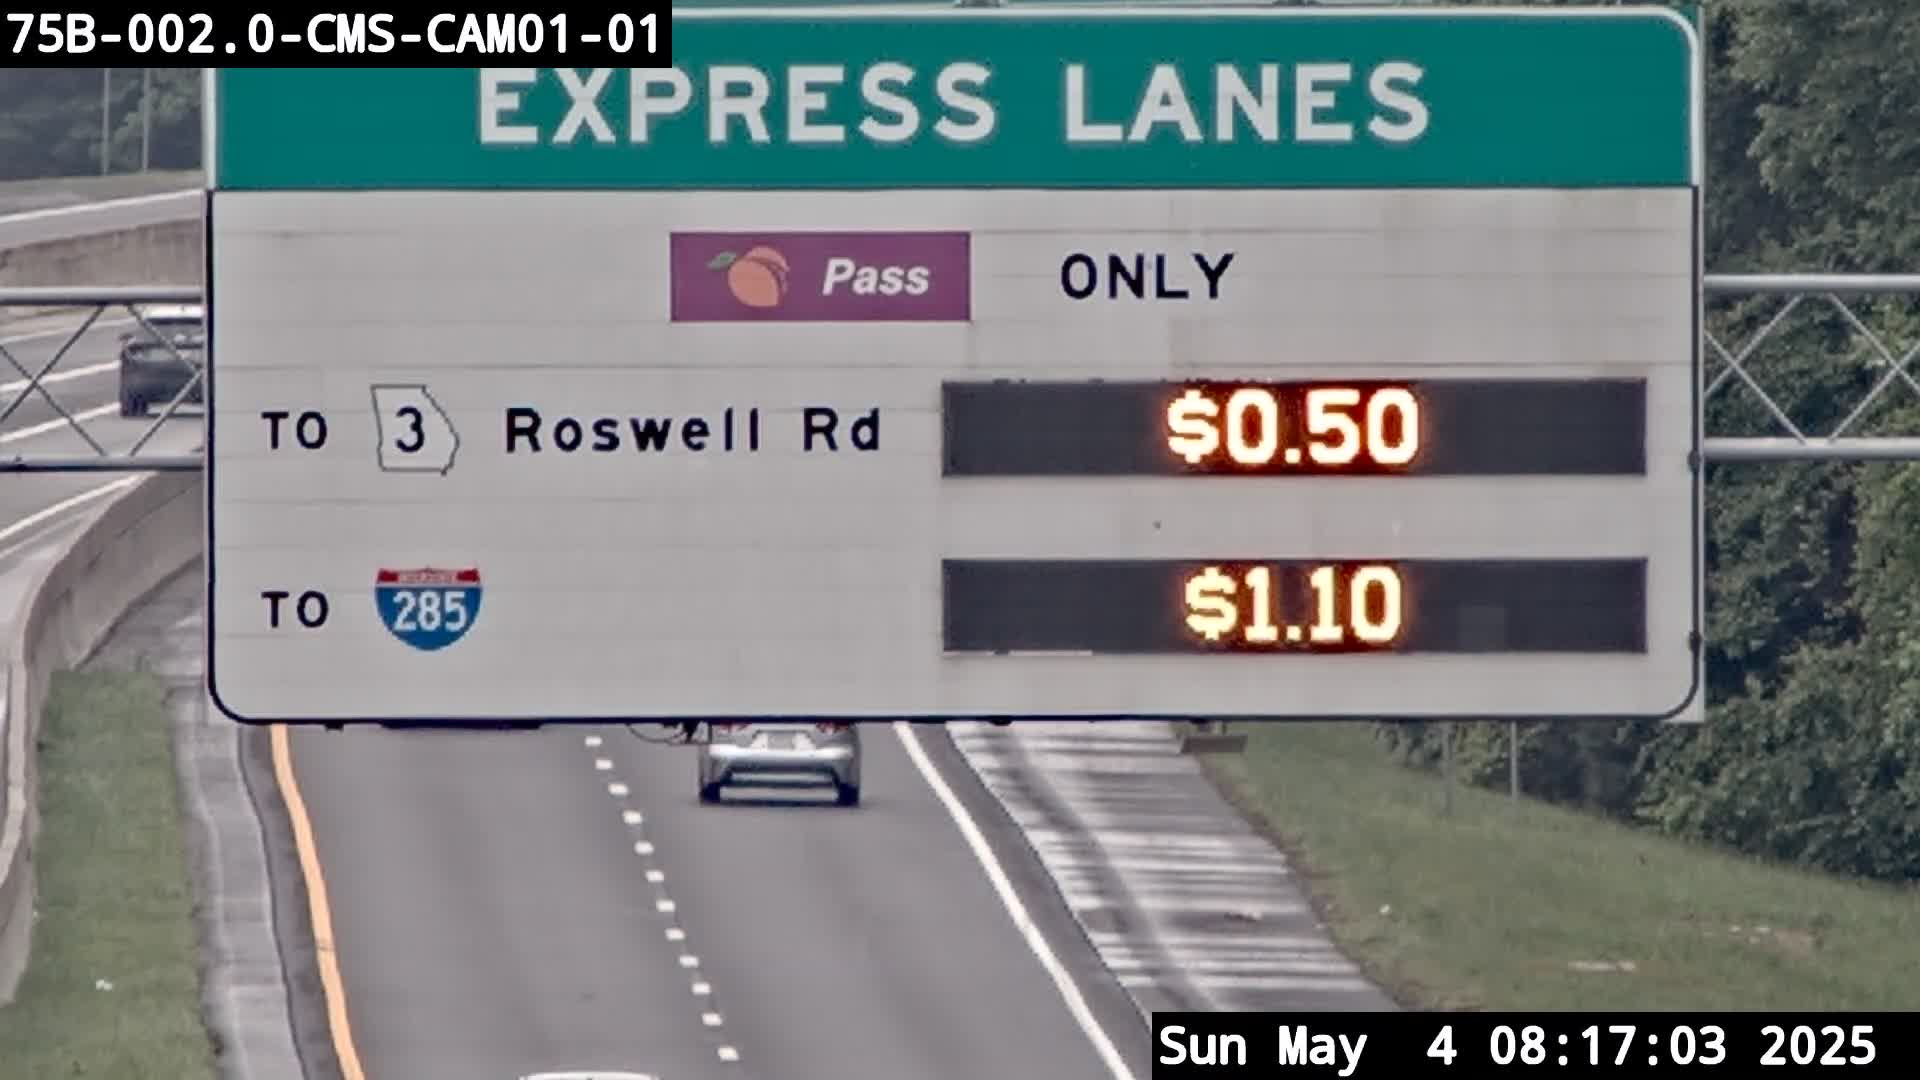 75B-002.0-CMS-CAM01-01
EXPRESS LANES
Pass ONLY
TO 3 Roswell Rd $0.50
TO 285 $1.10
Sun May 4 08:17:03 2025